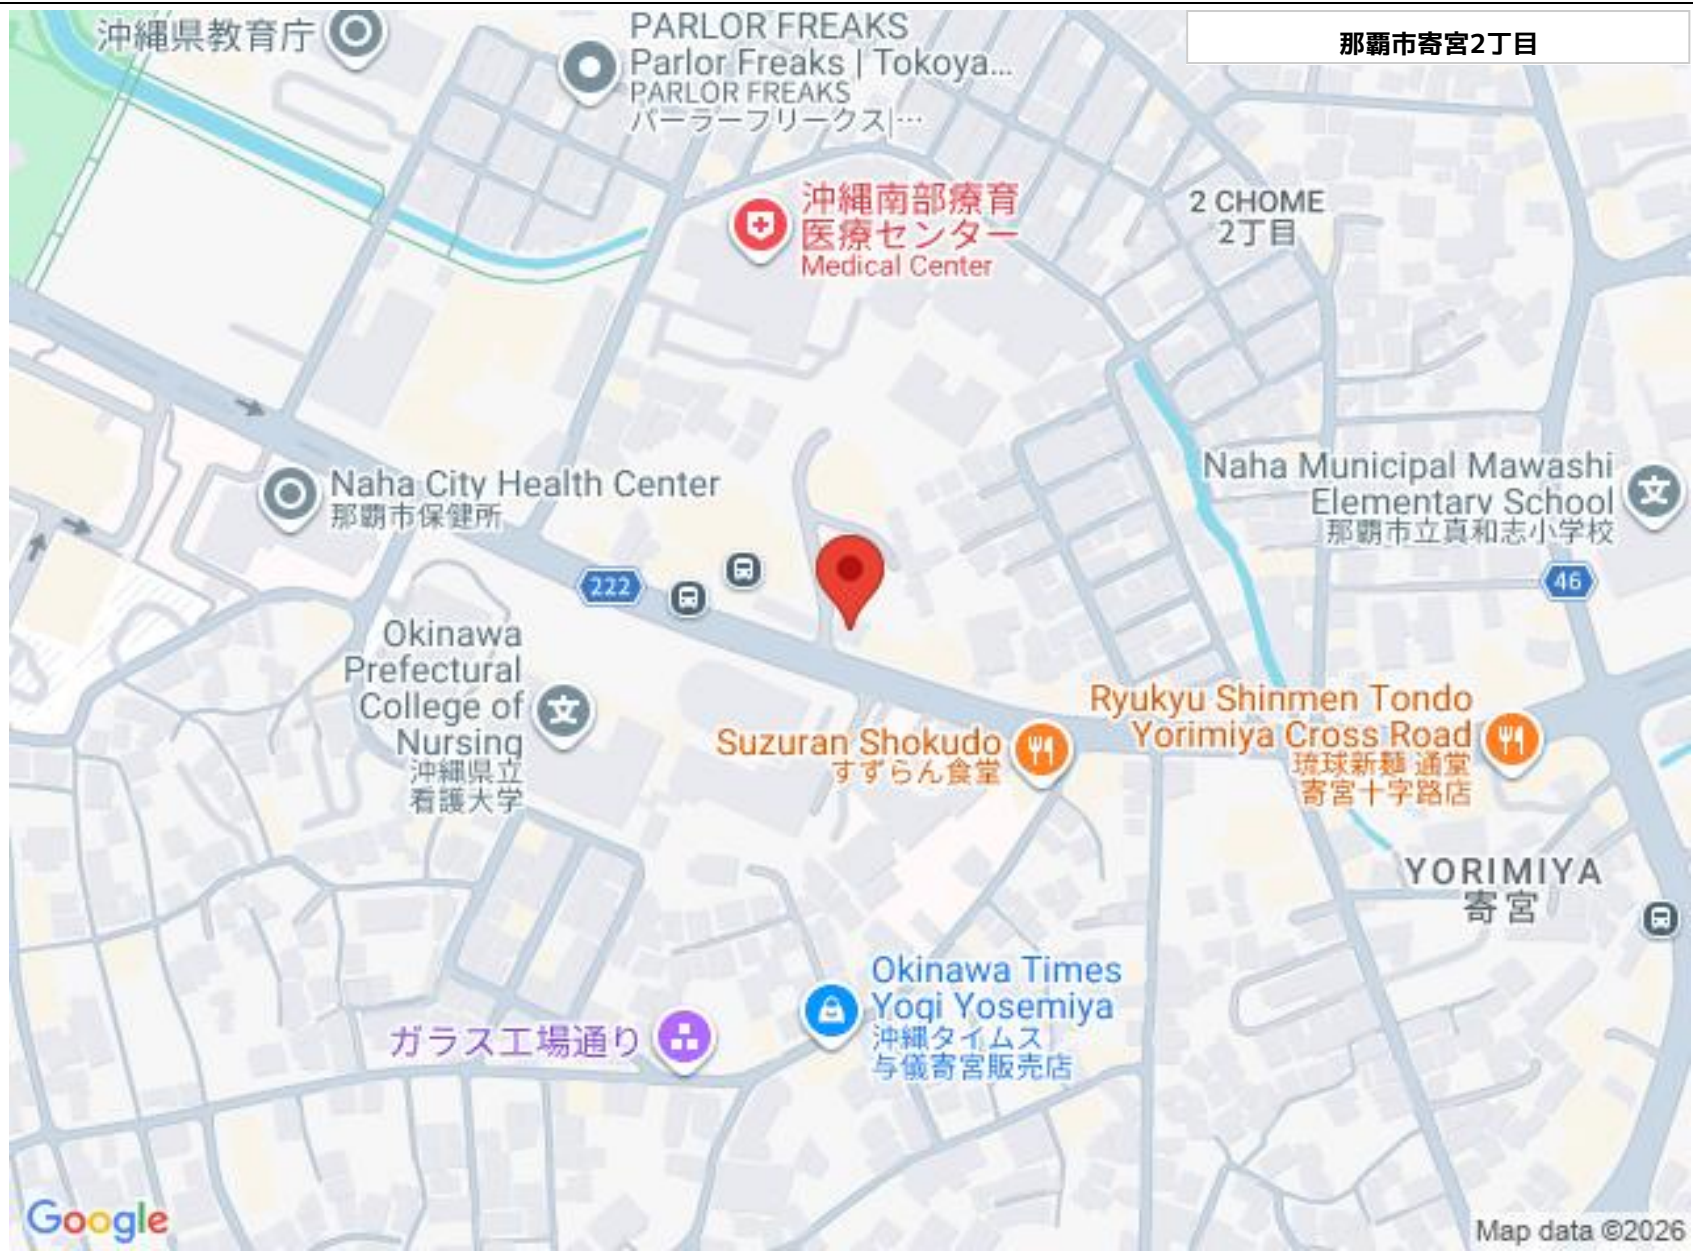 那覇市寄宮2丁目
沖縄県教育庁
PARLOR FREAKS
Parlor Freaks | Tokoya...
PARLOR FREAKS
パーラーフリークス|…
沖縄南部療育
医療センター
Medical Center
2 CHOME
2丁目
Naha City Health Center
那覇市保健所
Naha Municipal Mawashi
Elementary School
那覇市立真和志小学校
222
46
Okinawa
Prefectural
College of
Nursing
沖縄県立
看護大学
Suzuran Shokudo
すずらん食堂
Ryukyu Shinmen Tondo
Yorimiya Cross Road
琉球新麺 通堂
寄宮十字路店
YORIMIYA
寄宮
Okinawa Times
Yogi Yosemiya
沖縄タイムス
与儀寄宮販売店
ガラス工場通り
Google
Map data ©2026